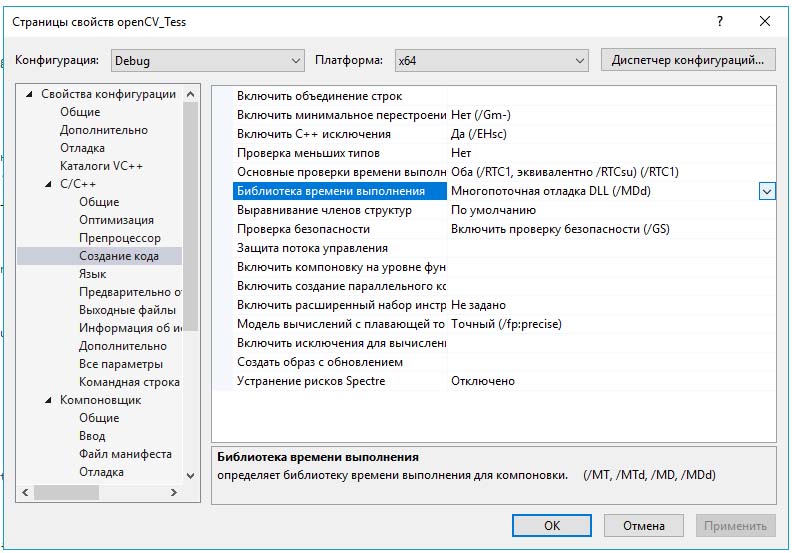 Страницы свойств openCV_Tess
Конфигурация: Debug Платформа: x64 Диспетчер конфигураций...
Свойства конфигурации
Общие
Дополнительно
Отладка
Каталоги VC++
C/C++
Общие
Оптимизация
Препроцессор
Создание кода
Язык
Предварительно о
Выходные файлы
Информация об ис
Дополнительно
Все параметры
Командная строка
Компоновщик
Общие
Ввод
Файл манифеста
Отладка
Включить объединение строк
Включить минимальное перестроени Нет (/Gm-)
Включить C++ исключения Да (/EHsc)
Проверка меньших типов Нет
Основные проверки времени выполн Оба (/RTC1, эквивалентно /RTCsu) (/RTC1)
Библиотека времени выполнения Многопоточная отладка DLL (/MDd)
Выравнивание членов структур По умолчанию
Проверка безопасности Включить проверку безопасности (/GS)
Защита потока управления
Включить компоновку на уровне фун
Включить создание параллельного ко
Включить расширенный набор инстр Не задано
Модель вычислений с плавающей то Точный (/fp:precise)
Включить исключения для вычислен
Создать образ с обновлением
Устранение рисков Spectre Отключено
Библиотека времени выполнения
определяет библиотеку времени выполнения для компоновки. (/MT, /MTd, /MD, /MDd)
ОК Отмена Применить